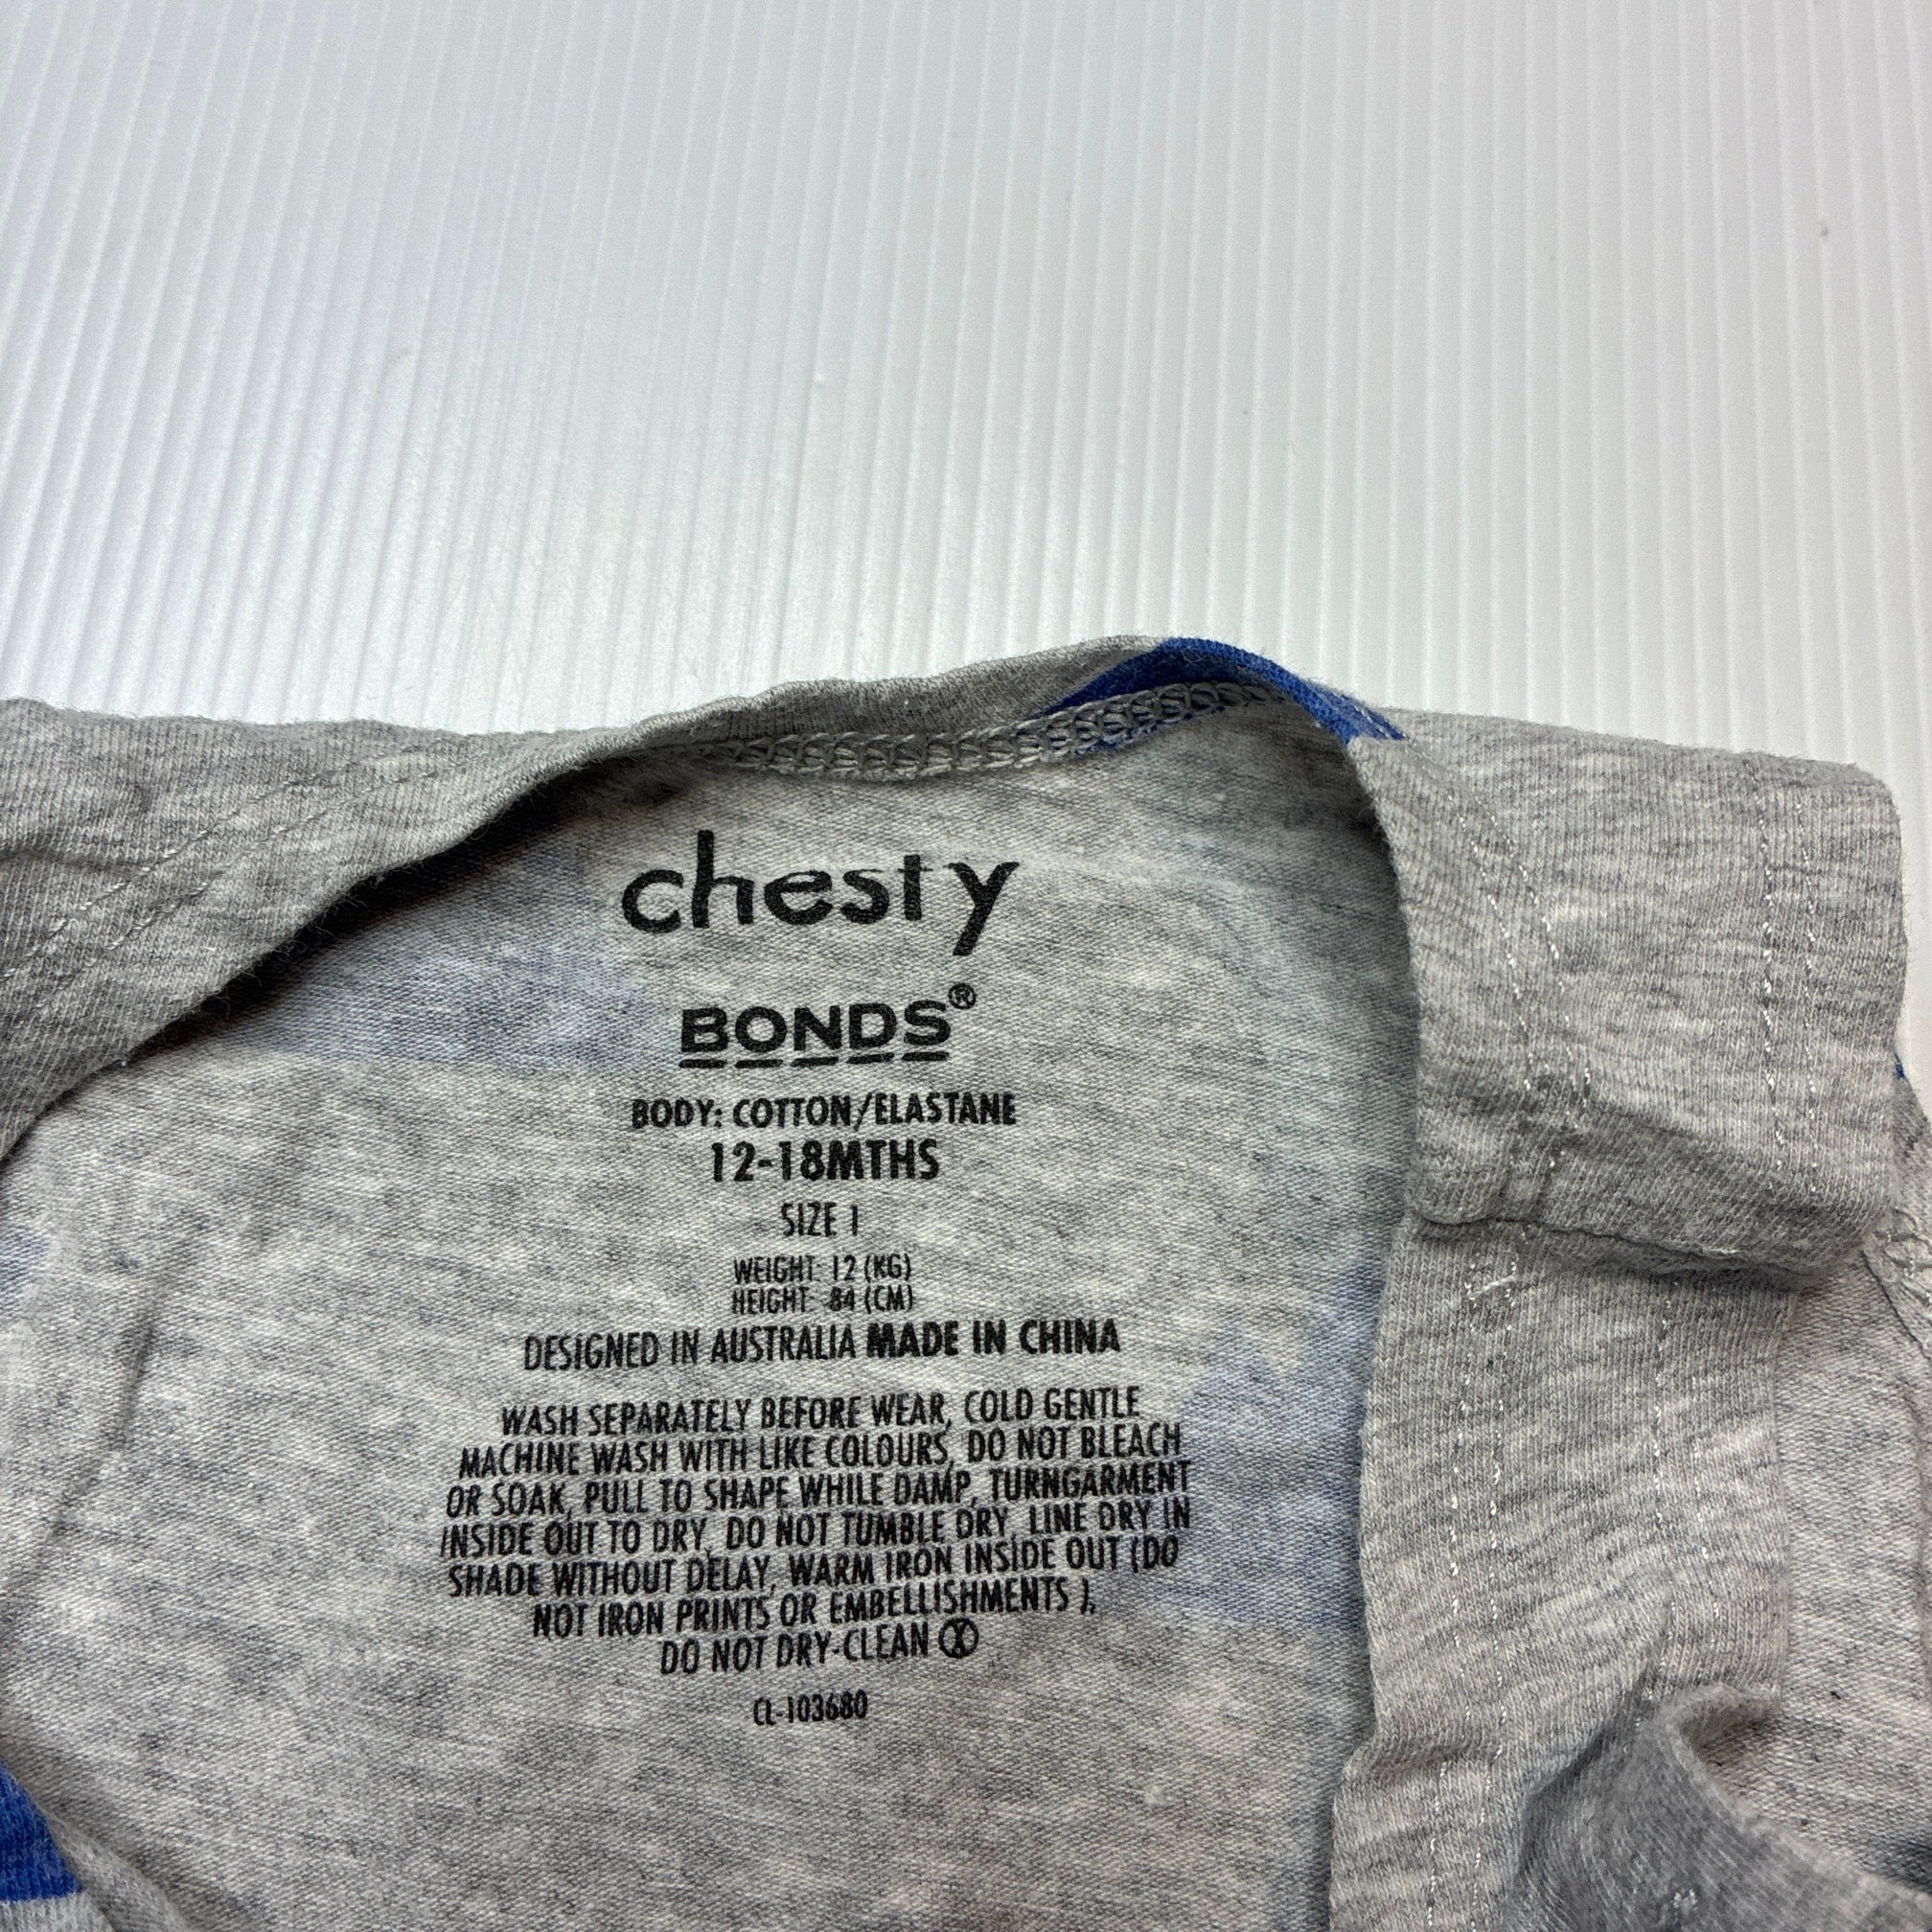 chesty
BONDS®
BODY: COTTON/ELASTANE
12-18MTHS
SIZE 1
WEIGHT: 12 (KG)
HEIGHT: 84 (CM)
DESIGNED IN AUSTRALIA MADE IN CHINA
WASH SEPARATELY BEFORE WEAR, COLD GENTLE
MACHINE WASH WITH LIKE COLOURS, DO NOT BLEACH
OR SOAK, PULL TO SHAPE WHILE DAMP, TURNGARMENT
INSIDE OUT TO DRY, DO NOT TUMBLE DRY, LINE DRY IN
SHADE WITHOUT DELAY, WARM IRON INSIDE OUT (DO
NOT IRON PRINTS OR EMBELLISHMENTS ),
DO NOT DRY-CLEAN
CL-103680